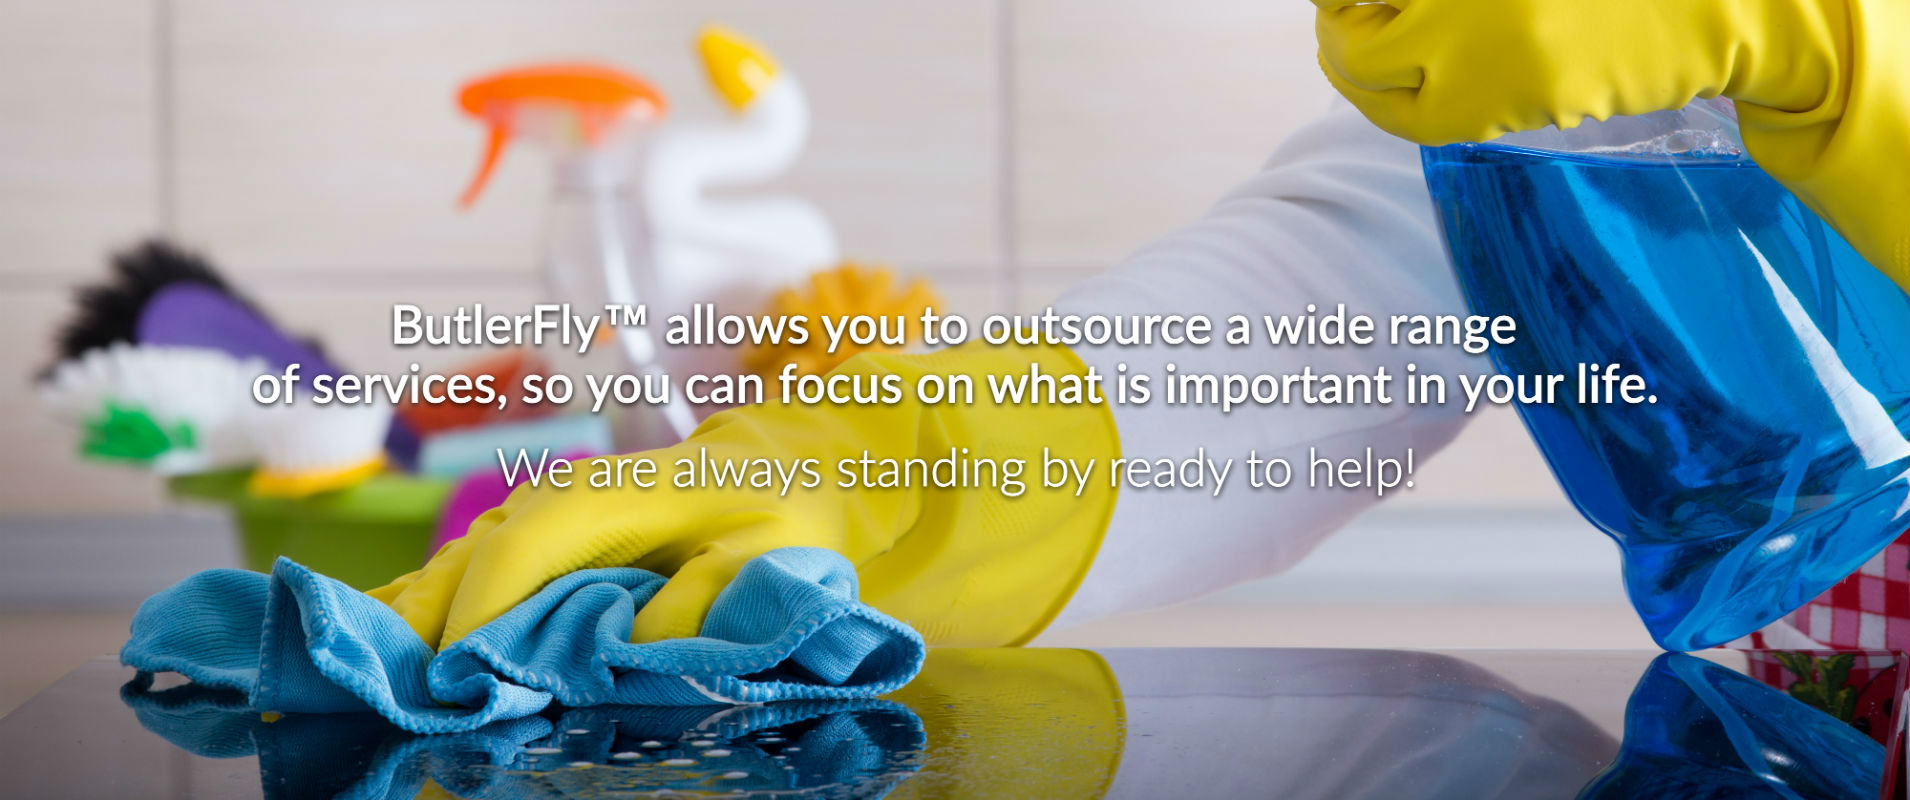 ButlerFly™ allows you to outsource a wide range
of services, so you can focus on what is important in your life.
We are always standing by ready to help!